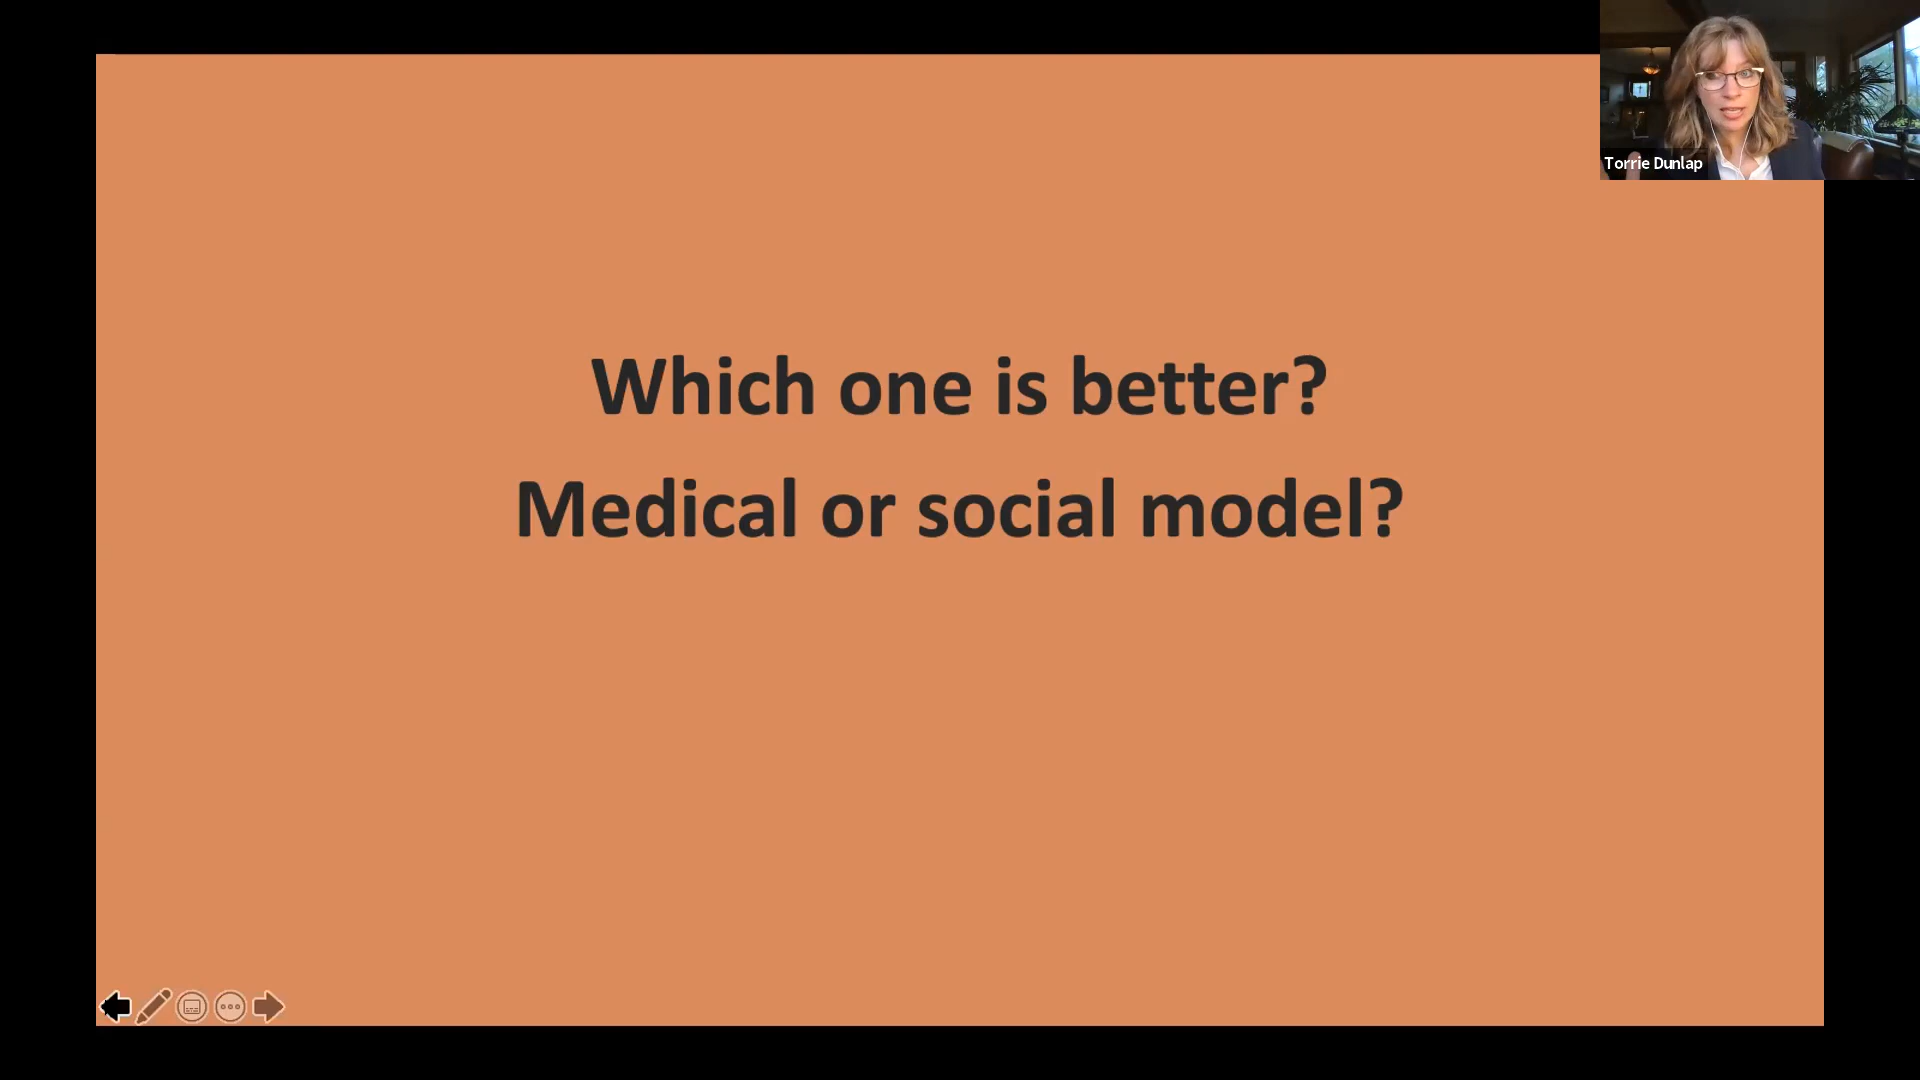 Torrie Dunlap
Which one is better?
Medical or social model?